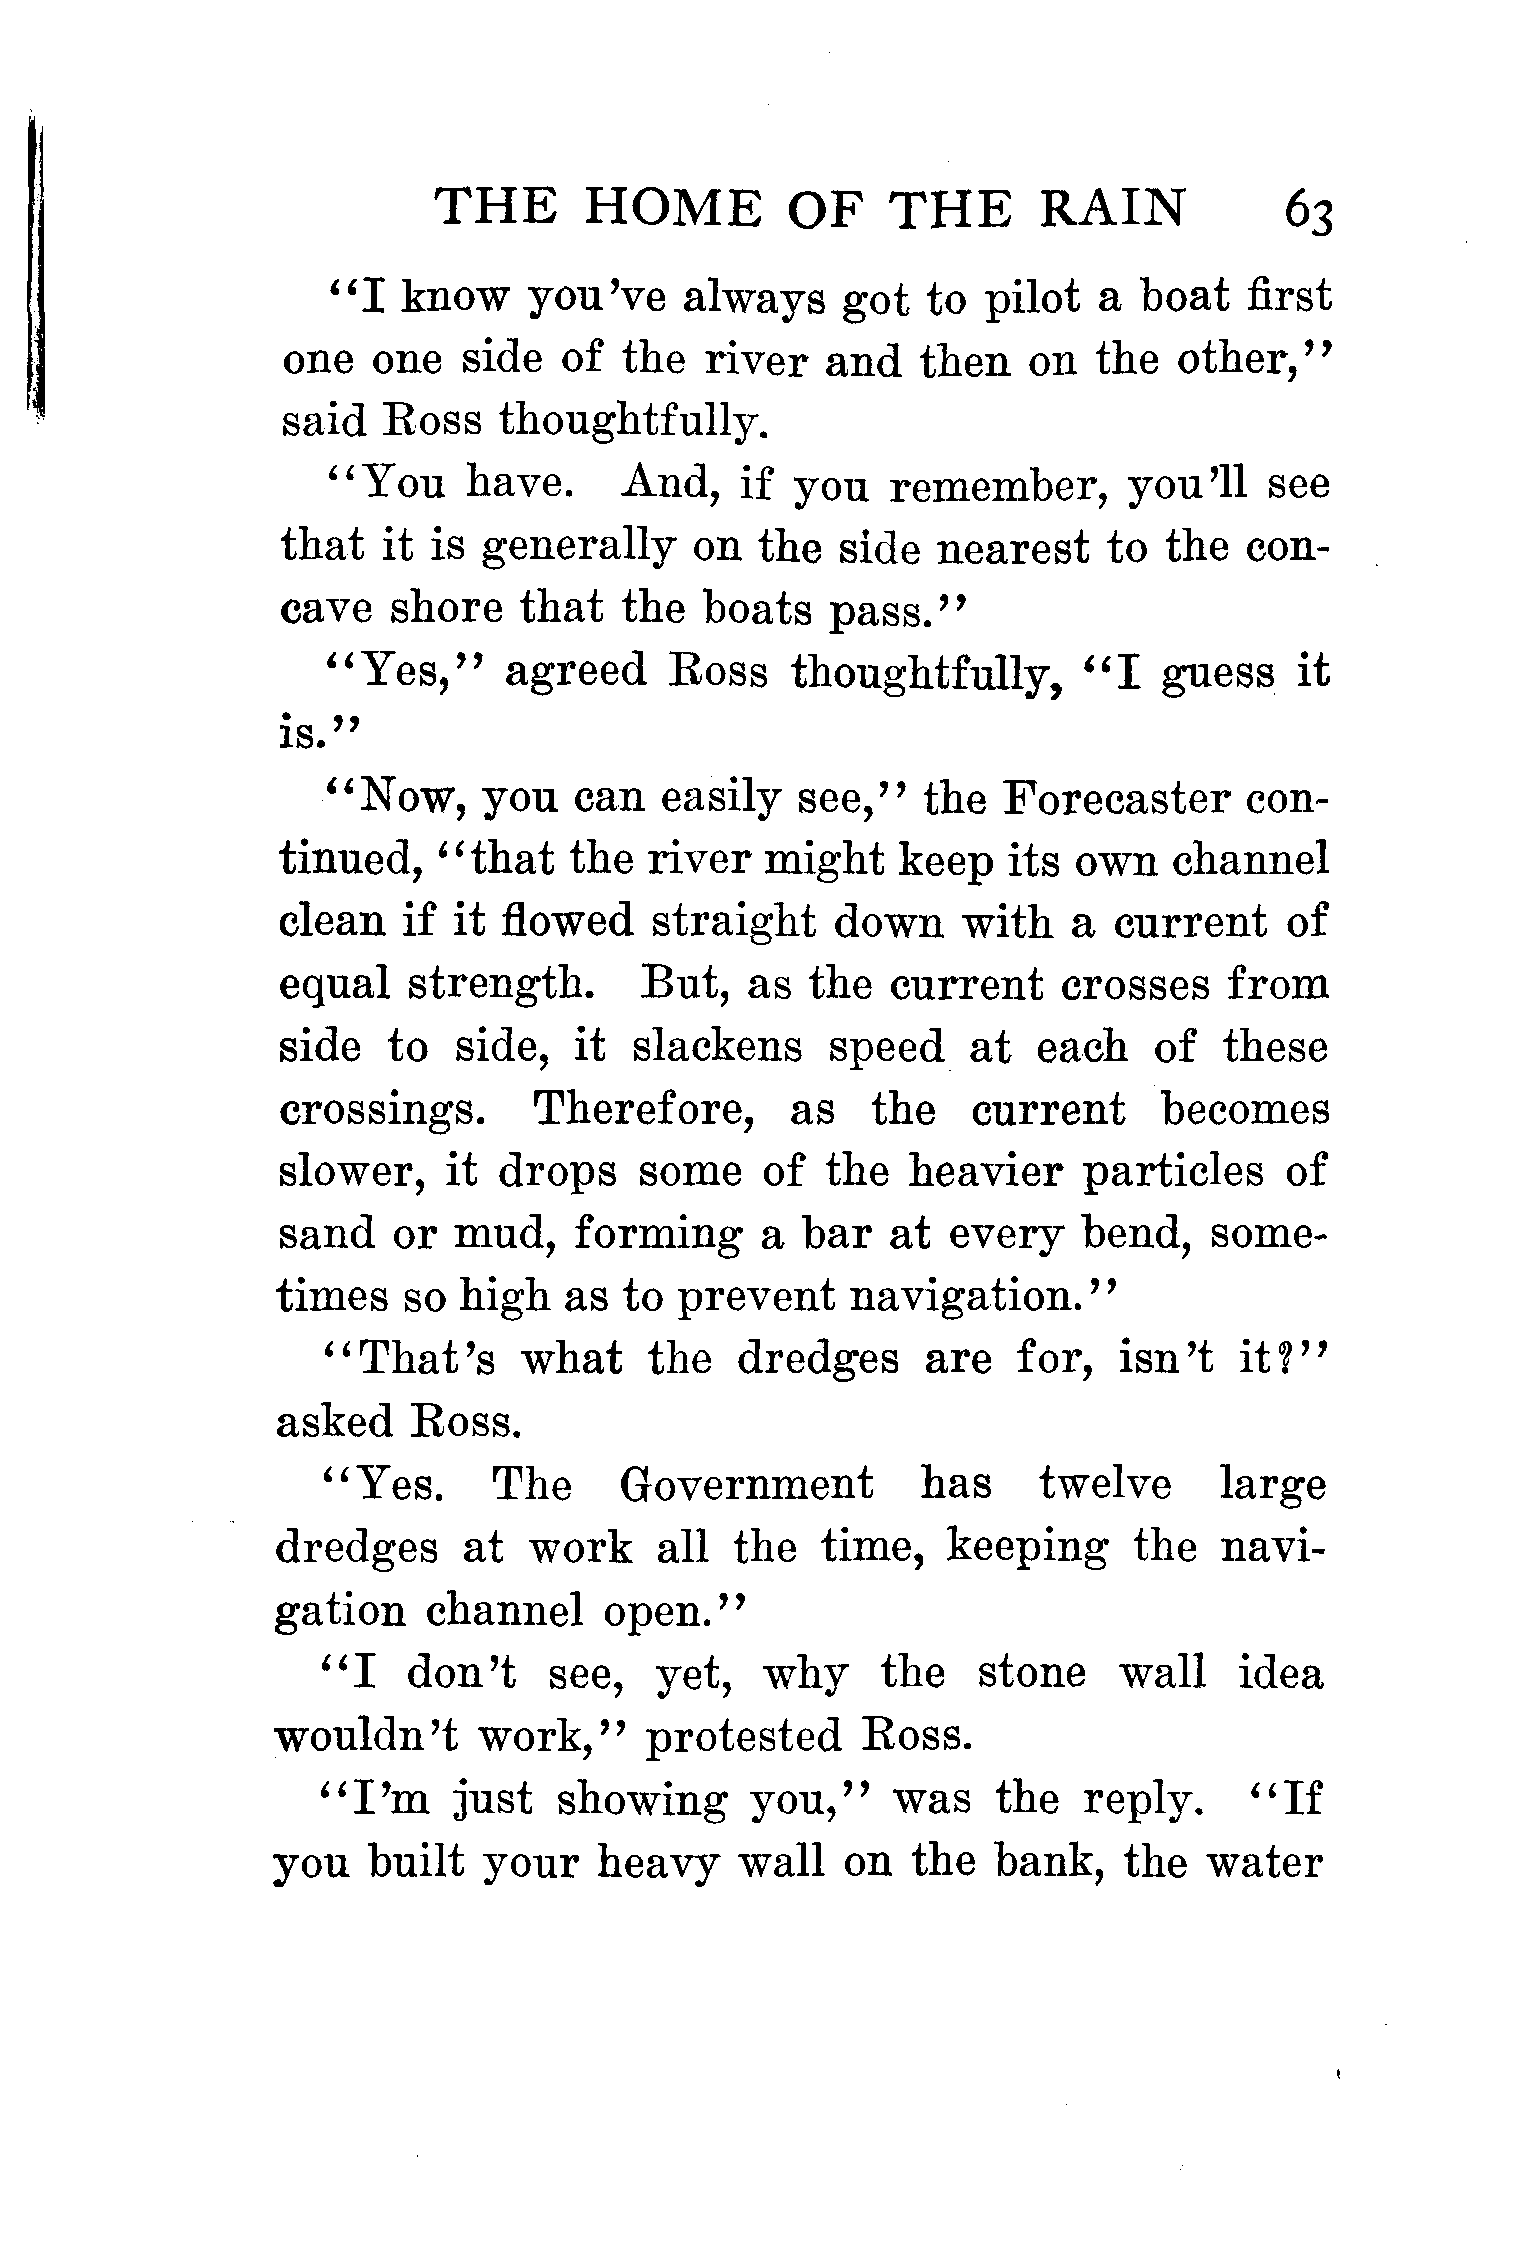 THE HOME OF THE RAIN 63
"I know you've always got to pilot a boat first
one one side of the river and then on the other,"
said Ross thoughtfully.
"You have. And, if you remember, you'll see
that it is generally on the side nearest to the con-
cave shore that the boats pass."
"Yes," agreed Ross thoughtfully, "I guess it
is."
"Now, you can easily see," the Forecaster con-
tinued, "that the river might keep its own channel
clean if it flowed straight down with a current of
equal strength. But, as the current crosses from
side to side, it slackens speed at each of these
crossings. Therefore, as the current becomes
slower, it drops some of the heavier particles of
sand or mud, forming a bar at every bend, some-
times so high as to prevent navigation."
"That's what the dredges are for, isn't it?"
asked Ross.
"Yes. The Government has twelve large
dredges at work all the time, keeping the navi-
gation channel open."
"I don't see, yet, why the stone wall idea
wouldn't work," protested Ross.
"I'm just showing you," was the reply. "If
you built your heavy wall on the bank, the water